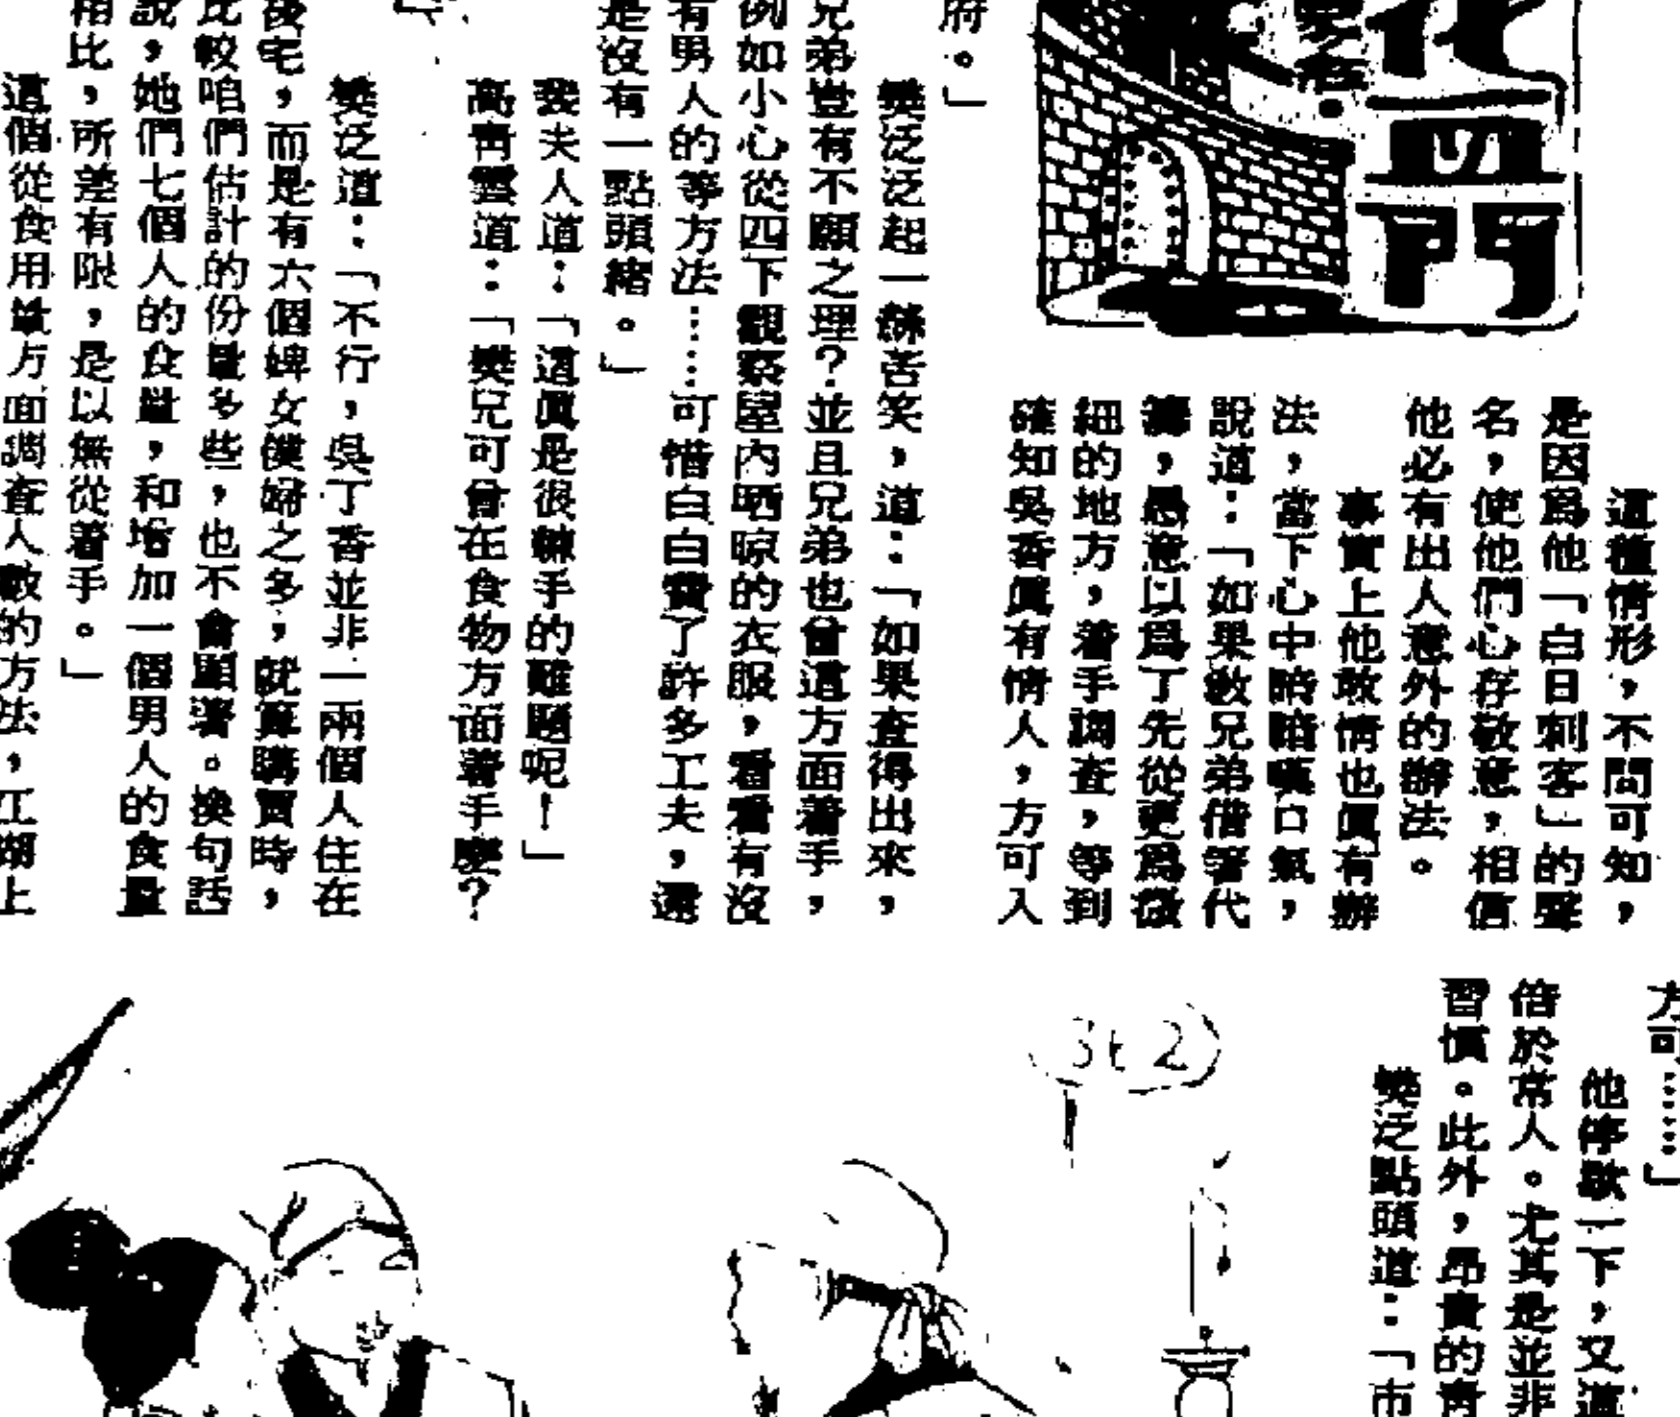 這種情形，不問可知，
是因爲他「白日刺客」的聲
名，使他們心存敬意，相信
他必有出人意外的辦法。
事實上他敢情也眞有辦
法，當下心中暗暗嘆口氣，
說道：「如果敎兄弟借箸代
籌，愚意以爲了先從更爲微
細的地方，着手調查，等到
確知吳香眞有情人，方可入
府。」
樊泛泛起一絲苦笑，道：「如果查得出來，
兄弟豈有不願之理？並且兄弟也曾這方面着手，
例如小心從四下觀察屋內晒晾的衣服，看看有沒
有男人的等方法……可惜白白費了許多工夫，還
是沒有一點頭緒。」
我夫人道：「這眞是很棘手的難題呢！」
高靑雲道：「樊兄可曾在食物方面著手麼？
」
樊泛道：「不行，吳丁香並非一兩個人住在
後宅，而是有六個婢女僕婦之多，就算購買時，
比較咱們估計的份量多些，也不會顯著。換句話
說，她們七個人的食量，和增加一個男人的食量
相比，所差有限，是以無從着手。」
這個從食用量方面調查人數的方法，江湖上
方可……」
他停歇一下，又道
倍於常人。尤其是並非
習慣。此外，昂貴的靑
樊泛點頭道：「市
門